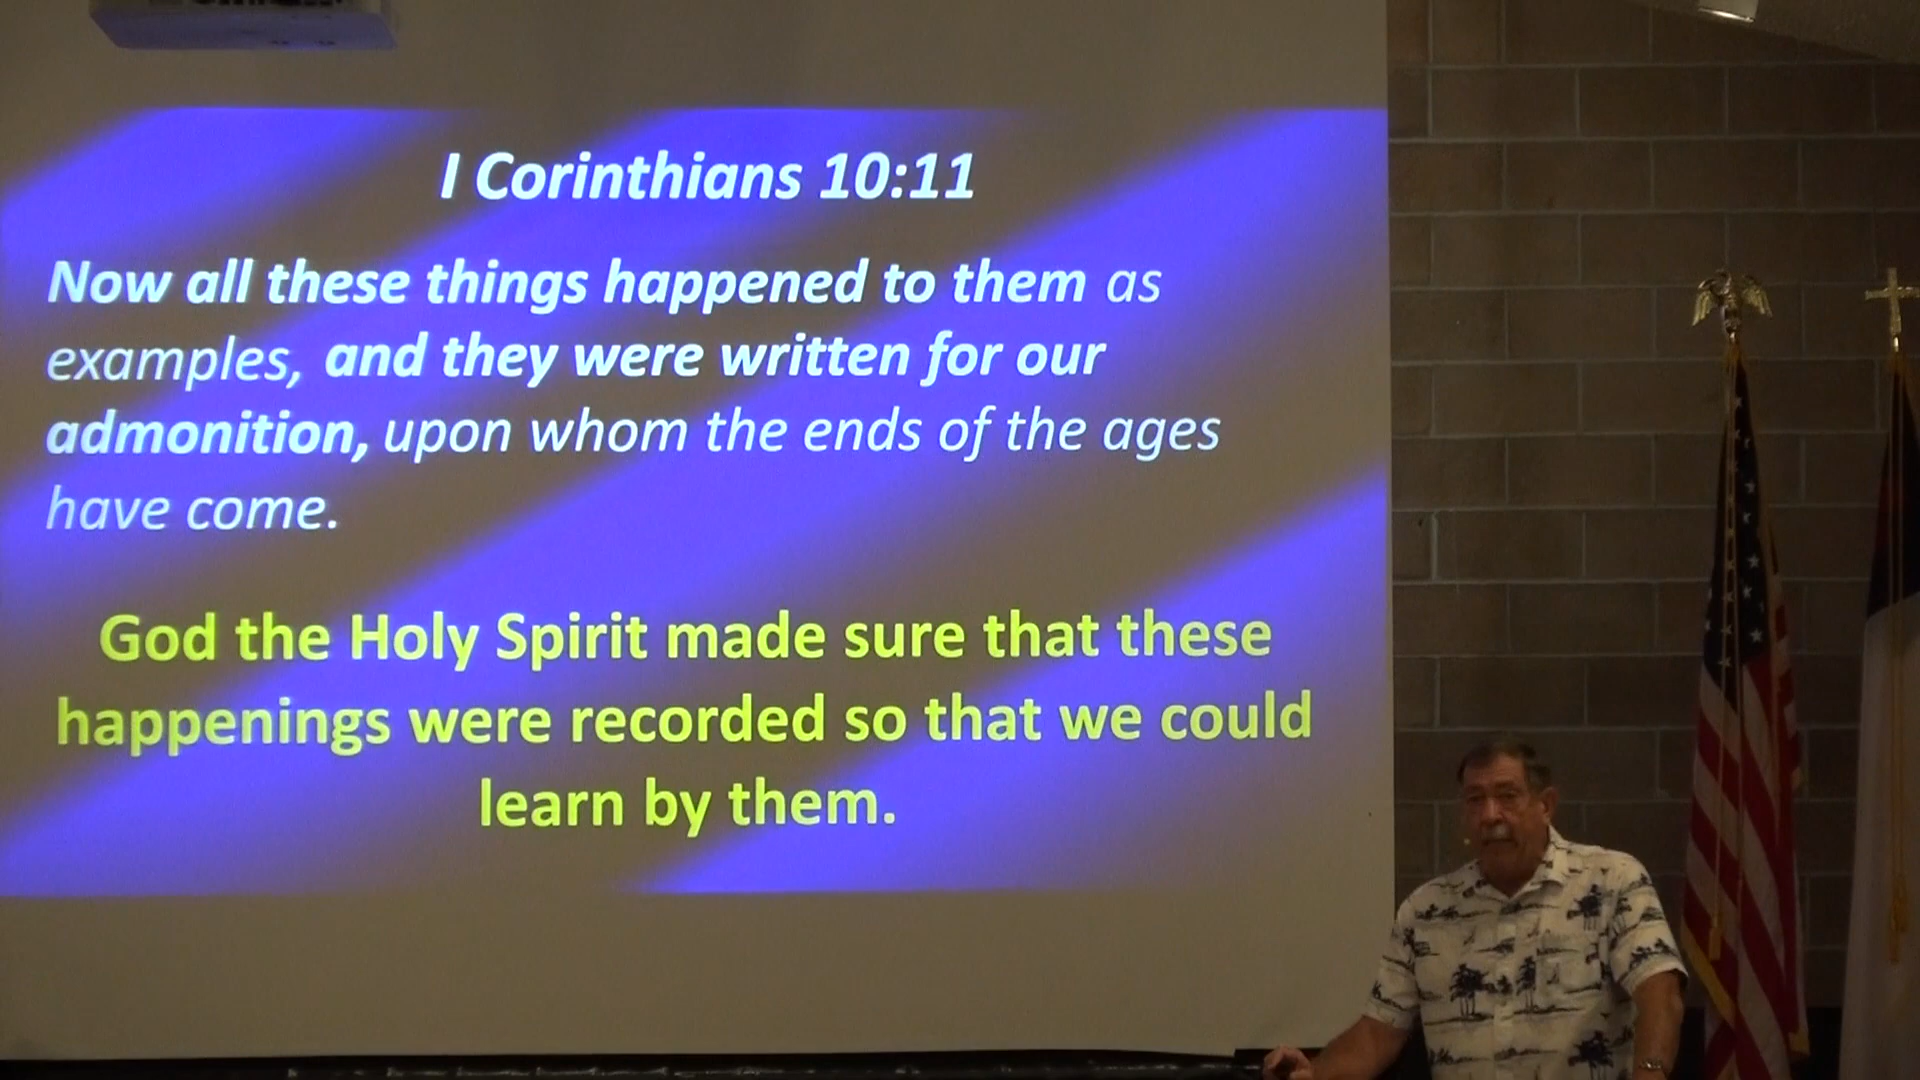 I Corinthians 10:11
Now all these things happened to them as
examples, and they were written for our
admonition, upon whom the ends of the ages
have come.
God the Holy Spirit made sure that these
happenings were recorded so that we could
learn by them.